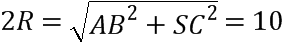 2R = √(AB² + SC²) = 10